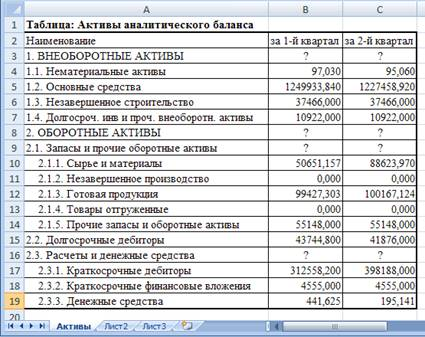 A B C
1 Таблица: Активы аналитического баланса
2 Наименование за 1-й квартал за 2-й квартал
3 1. ВНЕОБОРОТНЫЕ АКТИВЫ ? ?
4 1.1. Нематериальные активы 97,030 95,060
5 1.2. Основные средства 1249933,840 1227458,920
6 1.3. Незавершенное строительство 37466,000 37466,000
7 1.4. Долгосроч. инв и проч. внеоборотн. активы 10922,000 10922,000
8 2. ОБОРОТНЫЕ АКТИВЫ ? ?
9 2.1. Запасы и прочие оборотные активы ? ?
10 2.1.1. Сырье и материалы 50651,157 88623,970
11 2.1.2. Незавершенное производство 0,000 0,000
12 2.1.3. Готовая продукция 99427,303 100167,124
13 2.1.4. Товары отгруженные 0,000 0,000
14 2.1.5. Прочие запасы и оборотные активы 55148,000 55148,000
15 2.2. Долгосрочные дебиторы 43744,800 41876,000
16 2.3. Расчеты и денежные средства ? ?
17 2.3.1. Краткосрочные дебиторы 312558,200 398188,000
18 2.3.2. Краткосрочные финансовые вложения 4555,000 4555,000
19 2.3.3. Денежные средства 441,625 195,141
20
Активы Лист2 Лист3